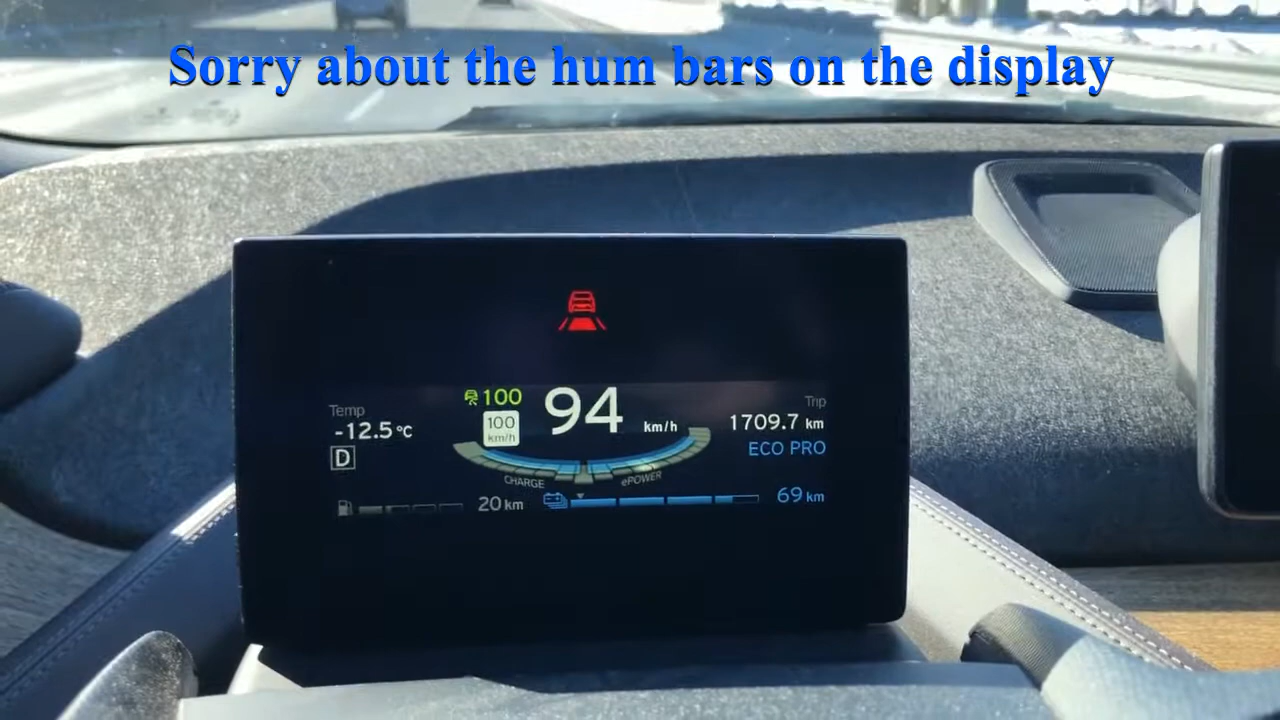 Sorry about the hum bars on the display
Temp
-12.5 °C
D
100
100
km/h
94 km/h
Trip
1709.7 km
ECO PRO
CHARGE
ePOWER
20 km
69 km